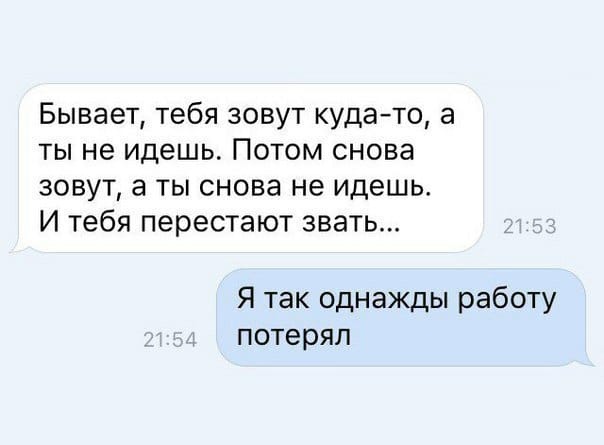 Бывает, тебя зовут куда-то, а
ты не идешь. Потом снова
зовут, а ты снова не идешь.
И тебя перестают звать...
21:53
Я так однажды работу
потерял
21:54